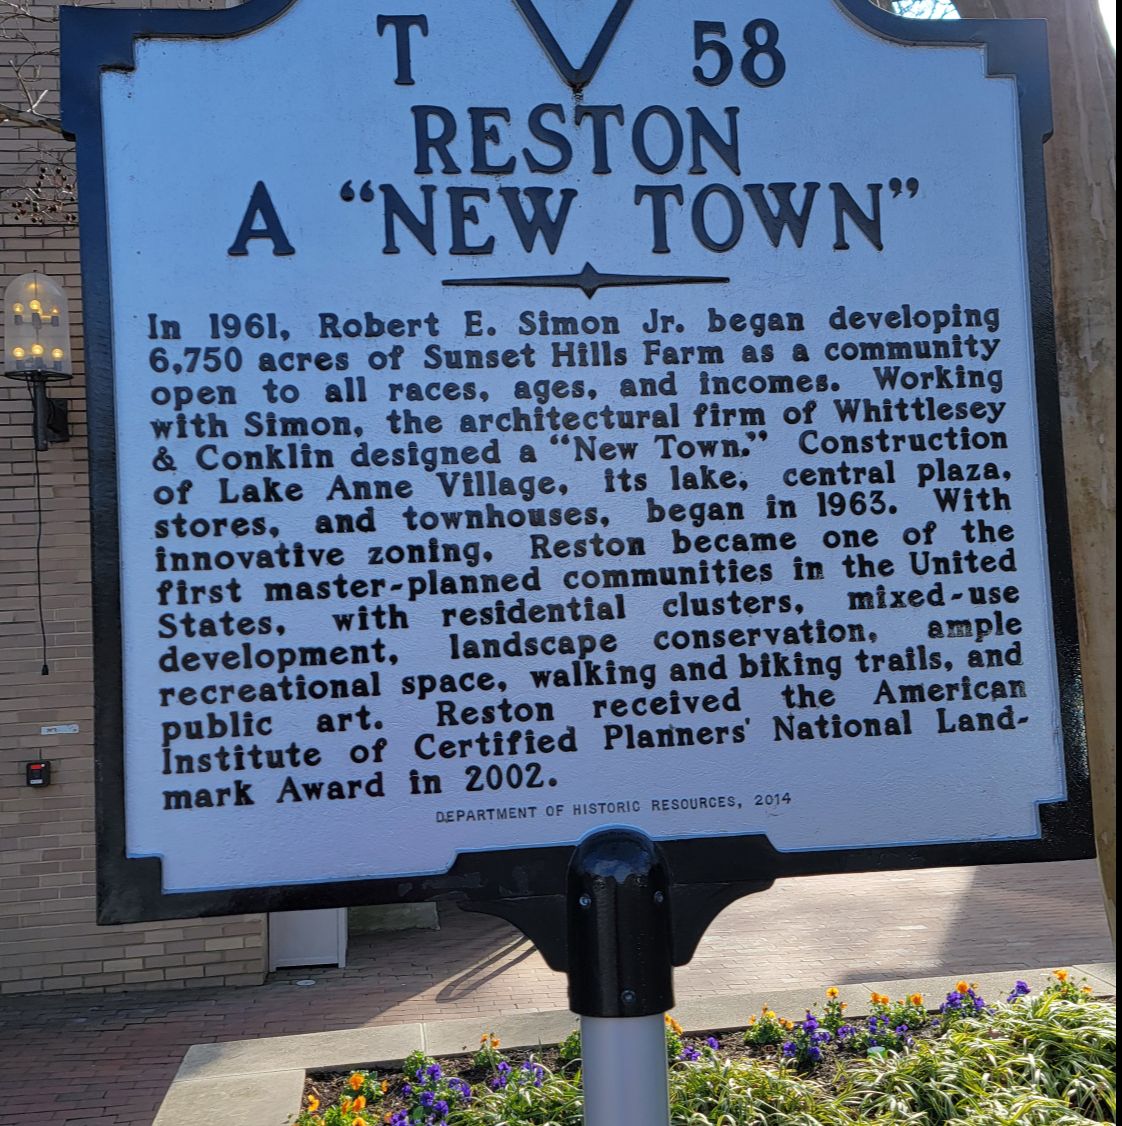 T 58
RESTON
A “NEW TOWN”
In 1961, Robert E. Simon Jr. began developing
6,750 acres of Sunset Hills Farm as a community
open to all races, ages, and incomes. Working
with Simon, the architectural firm of Whittlesey
& Conklin designed a “New Town.” Construction
of Lake Anne Village, its lake, central plaza,
stores, and townhouses, began in 1963. With
innovative zoning, Reston became one of the
first master-planned communities in the United
States, with residential clusters, mixed-use
development, landscape conservation, ample
recreational space, walking and biking trails, and
public art. Reston received the American
Institute of Certified Planners' National Land-
mark Award in 2002.
DEPARTMENT OF HISTORIC RESOURCES, 2014